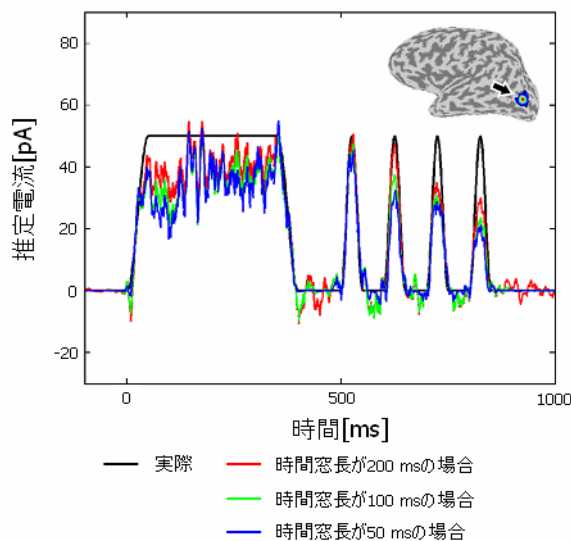 80
60
40
20
0
-20
推定電流[pA]
0
500
1000
時間[ms]
実際
時間窓長が200 msの場合
時間窓長が100 msの場合
時間窓長が50 msの場合